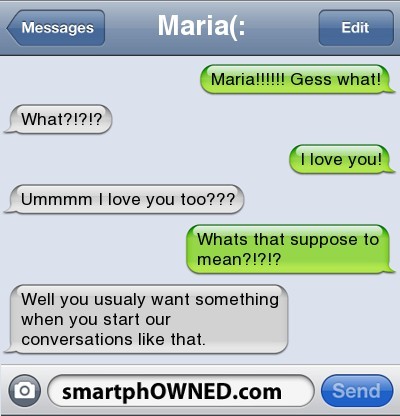 Messages
Maria(:
Edit
Maria!!!!!! Gess what!
What?!?!?
I love you!
Ummmm I love you too???
Whats that suppose to
mean?!?!?
Well you usualy want something
when you start our
conversations like that.
smartphOWNED.com
Send